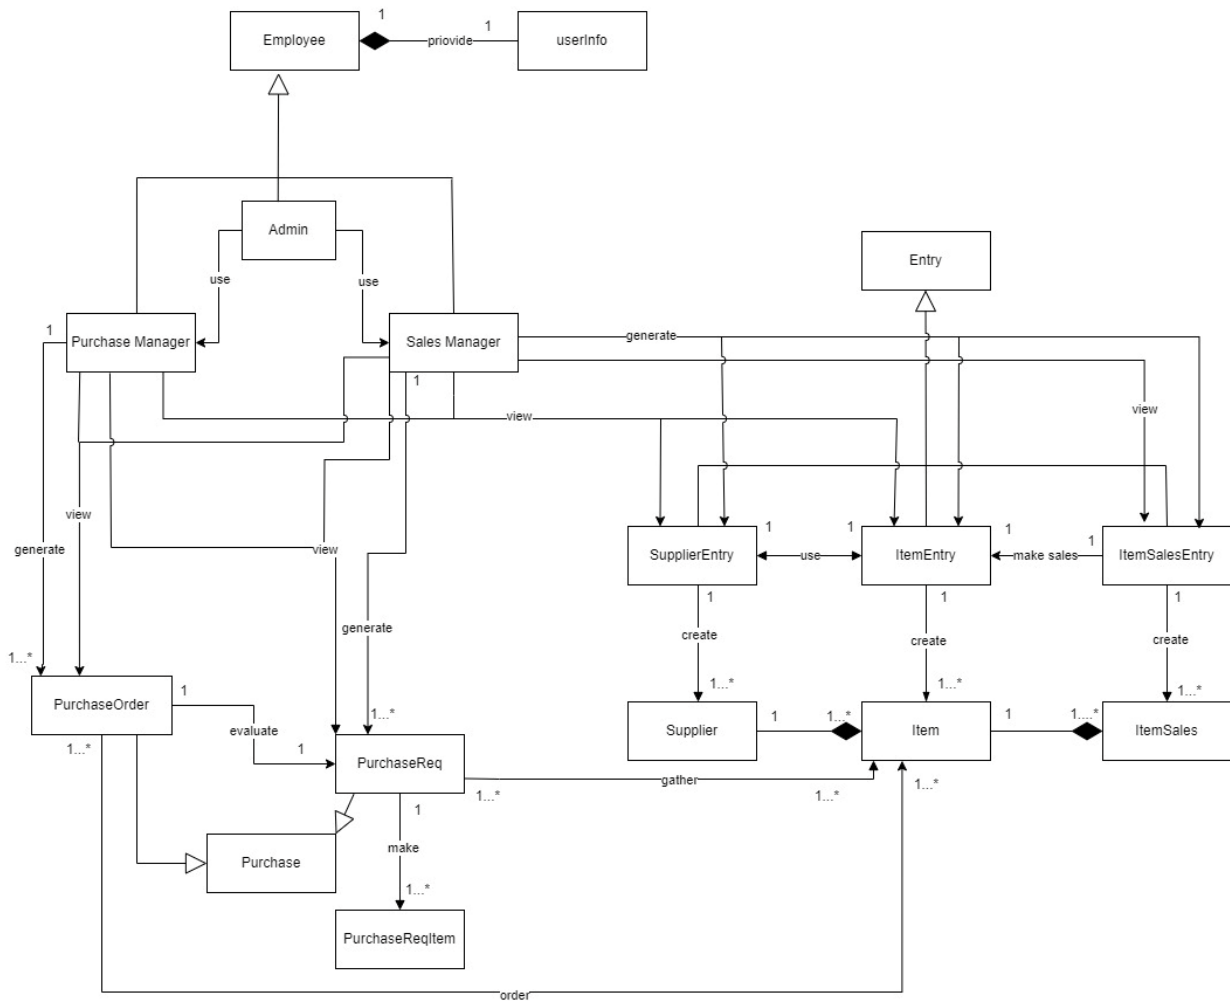 1
Employee
priovide
1
userInfo
Admin
use
use
Entry
1
Purchase Manager
Sales Manager
generate
1
view
view
view
generate
view
1
SupplierEntry
1
use
1
ItemEntry
1
make sales
1
ItemSalesEntry
1
1
1
generate
create
create
create
1...*
1...*
1...*
1...*
PurchaseOrder
1
evaluate
1...*
Supplier
1
1...*
Item
1
1...*
ItemSales
1...*
1
PurchaseReq
gather
1...*
1...*
1...*
1
make
Purchase
1...*
PurchaseReqItem
order